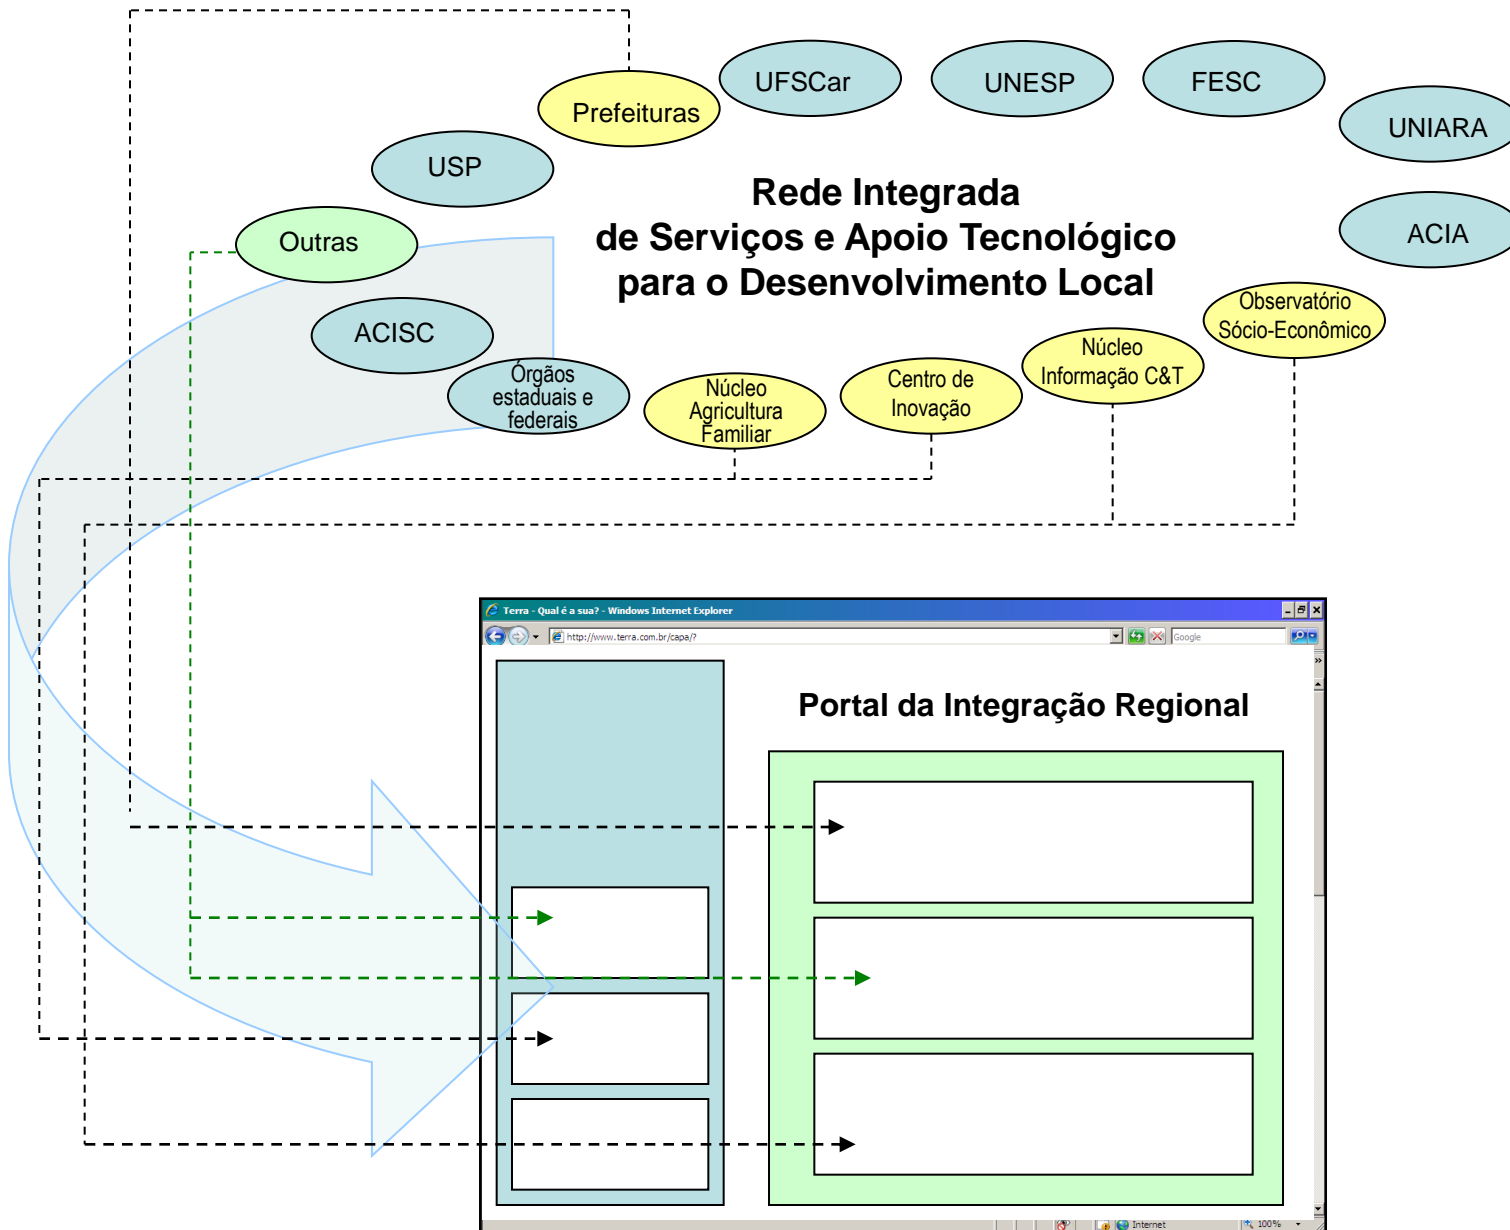 UFSCar
UNESP
FESC
Prefeituras
UNIARA
USP
Rede Integrada
de Serviços e Apoio Tecnológico
para o Desenvolvimento Local
Outras
ACIA
ACISC
Observatório
Sócio-Econômico
Núcleo
Informação C&T
Centro de
Inovação
Órgãos
estaduais e
federais
Núcleo
Agricultura
Familiar
Terra - Qual é a sua? - Windows Internet Explorer
http://www.terra.com.br/capa/?
Google
Portal da Integração Regional
Internet
100%